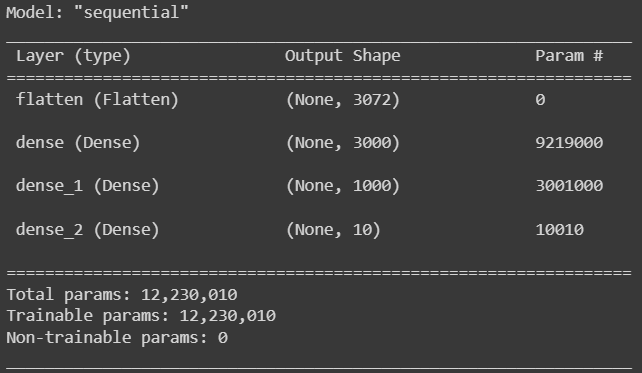 Model: "sequential"
Layer (type) Output Shape Param #
flatten (Flatten) (None, 3072) 0
dense (Dense) (None, 3000) 9219000
dense_1 (Dense) (None, 1000) 3001000
dense_2 (Dense) (None, 10) 10010
Total params: 12,230,010
Trainable params: 12,230,010
Non-trainable params: 0